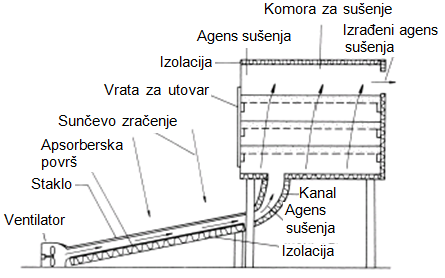 Komora za sušenje
Agens sušenja
Izrađeni agens
sušenja
Izolacija
Vrata za utovar
Sunčevo zračenje
Apsorberska
površ
Staklo
Ventilator
Kanal
Agens
sušenja
Izolacija